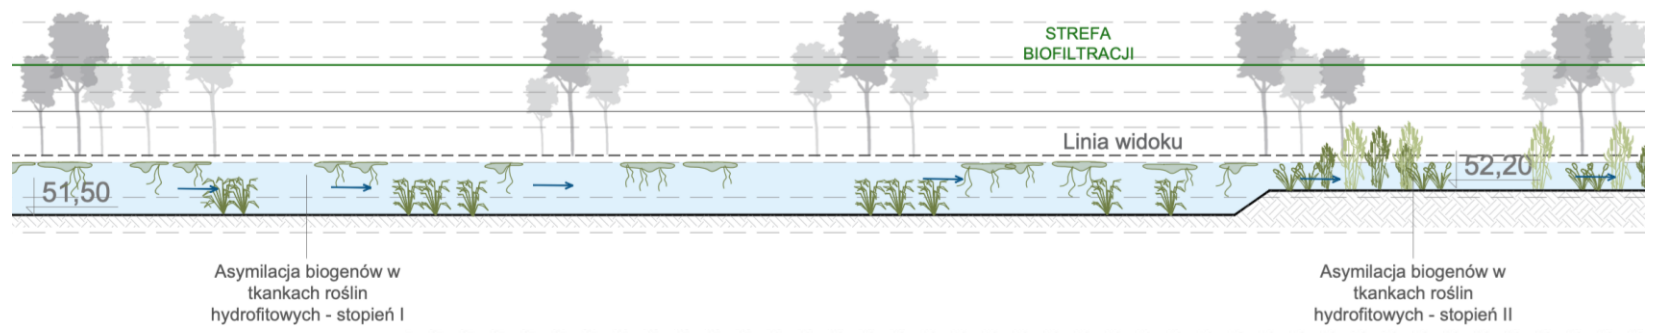 STREFA
BIOFILTRACJI
Linia widoku
51,50
52,20
Asymilacja biogenów w
tkankach roślin
hydrofitowych - stopień I
Asymilacja biogenów w
tkankach roślin
hydrofitowych - stopień II